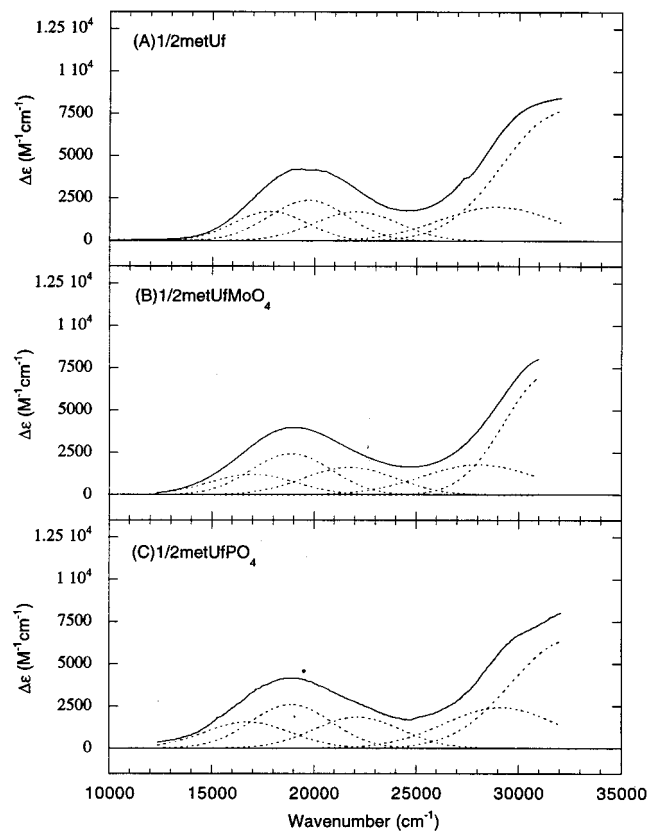 1.25 10⁴
(A)1/2metUf
1 10⁴
7500
5000
2500
0
Δε (M⁻¹cm⁻¹)
1.25 10⁴
(B)1/2metUfMoO₄
1 10⁴
7500
5000
2500
0
Δε (M⁻¹cm⁻¹)
1.25 10⁴
(C)1/2metUfPO₄
1 10⁴
7500
5000
2500
0
Δε (M⁻¹cm⁻¹)
10000 15000 20000 25000 30000 35000
Wavenumber (cm⁻¹)